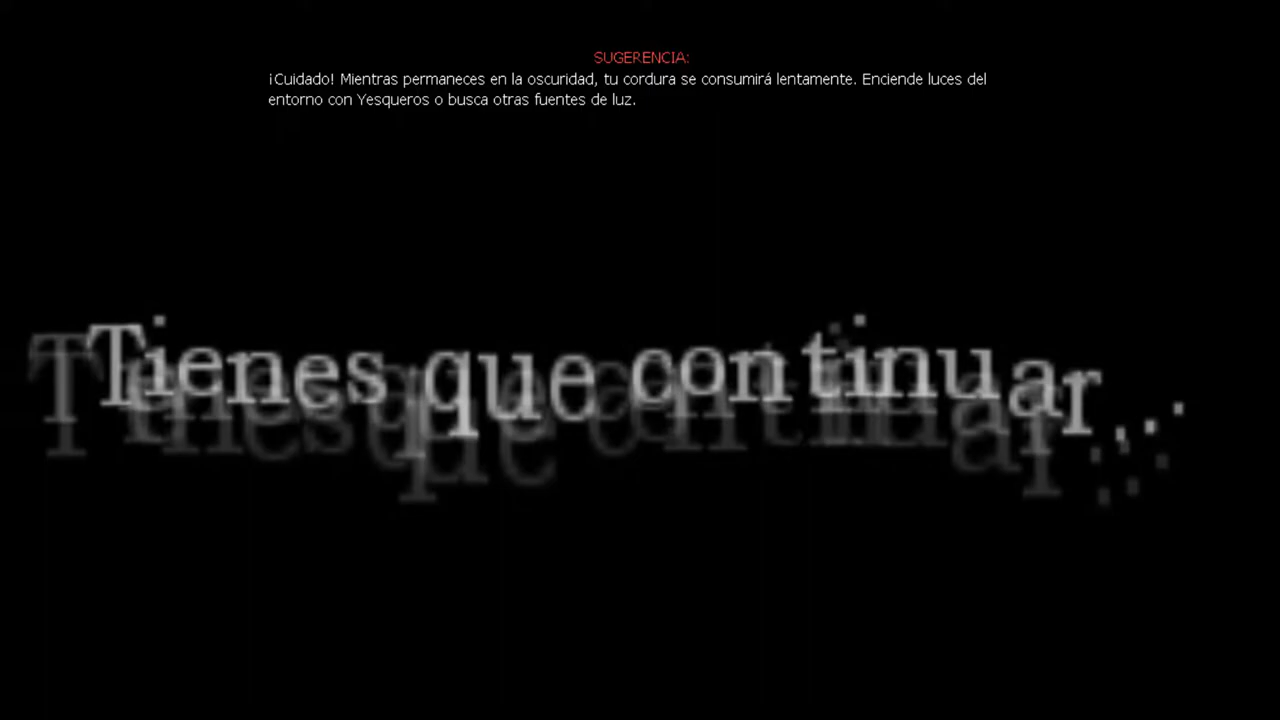 SUGERENCIA:
¡Cuidado! Mientras permaneces en la oscuridad, tu cordura se consumirá lentamente. Enciende luces del
entorno con Yesqueros o busca otras fuentes de luz.
Tienes que continuar...